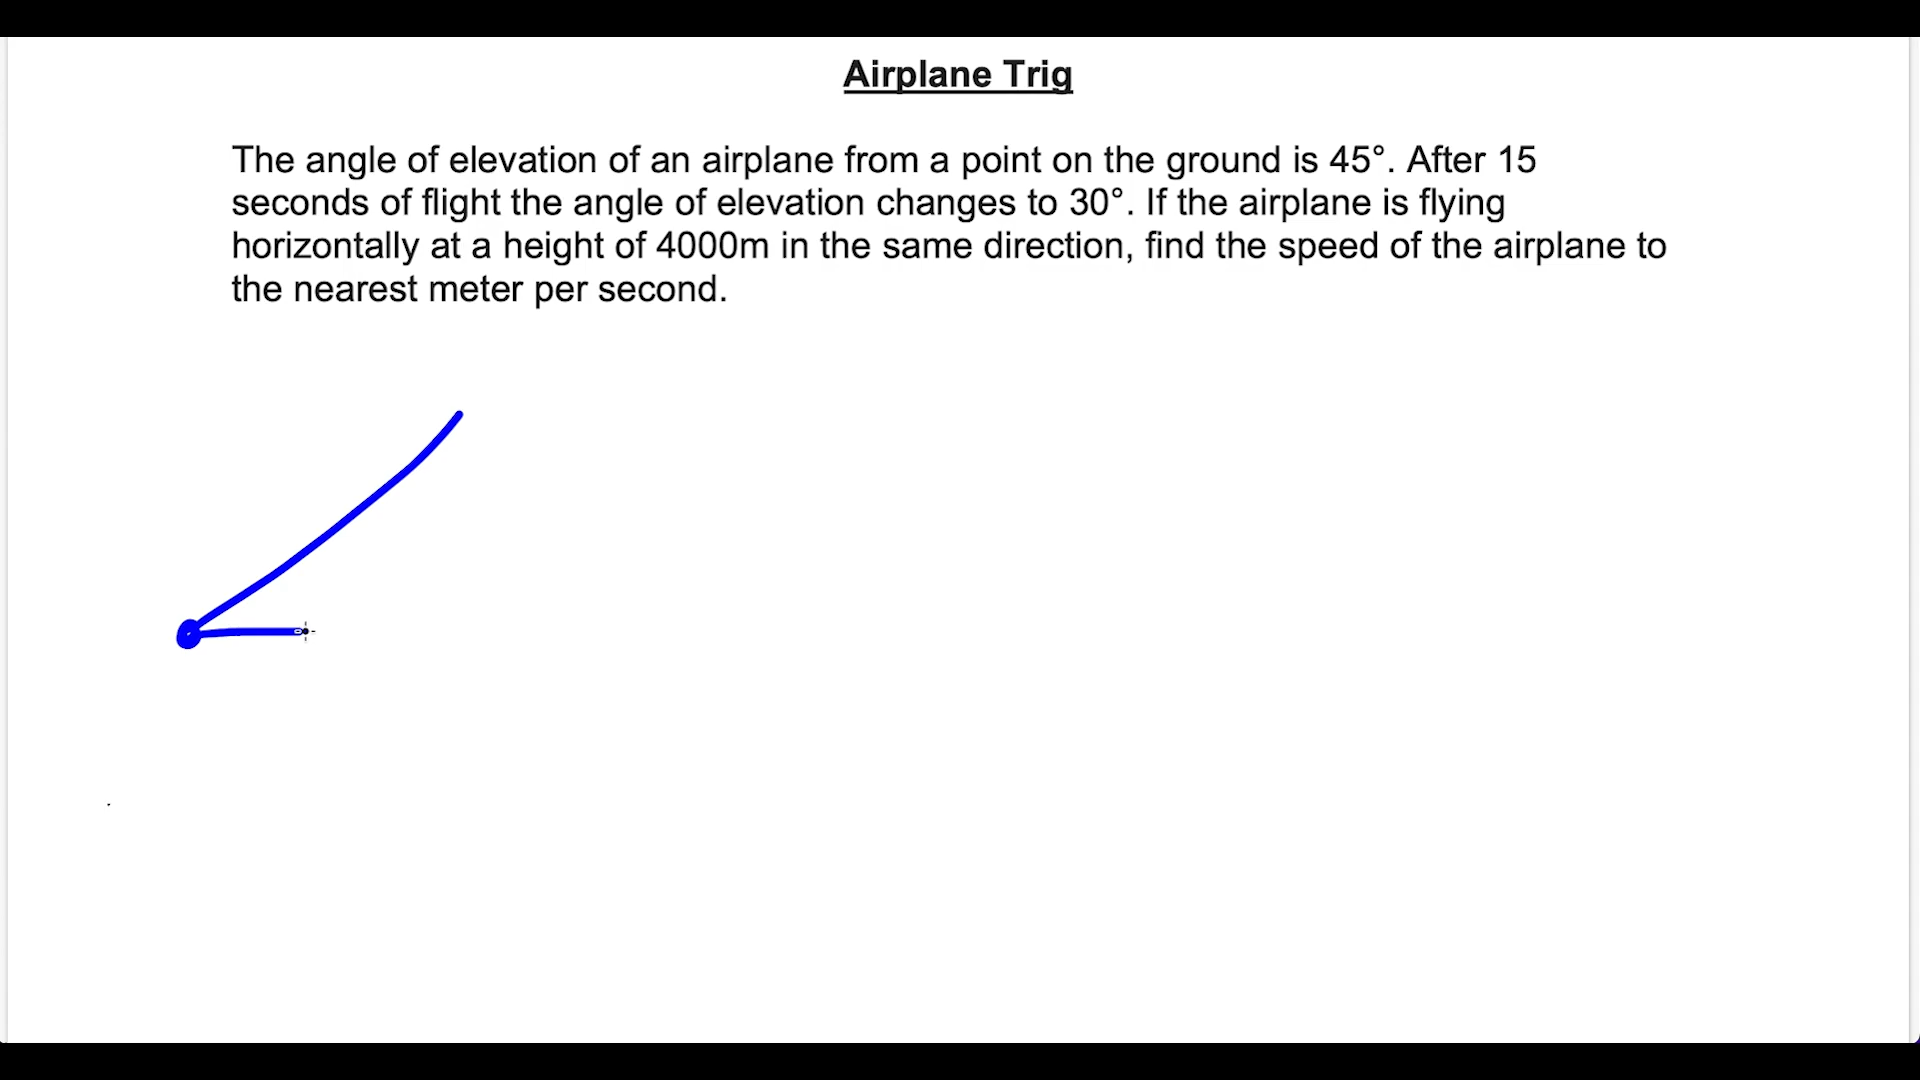 Airplane Trig
The angle of elevation of an airplane from a point on the ground is 45°. After 15
seconds of flight the angle of elevation changes to 30°. If the airplane is flying
horizontally at a height of 4000m in the same direction, find the speed of the airplane to
the nearest meter per second.